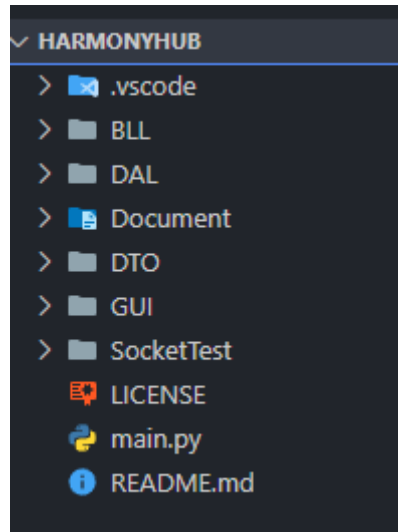 HARMONYHUB
.vscode
BLL
DAL
Document
DTO
GUI
SocketTest
LICENSE
main.py
README.md